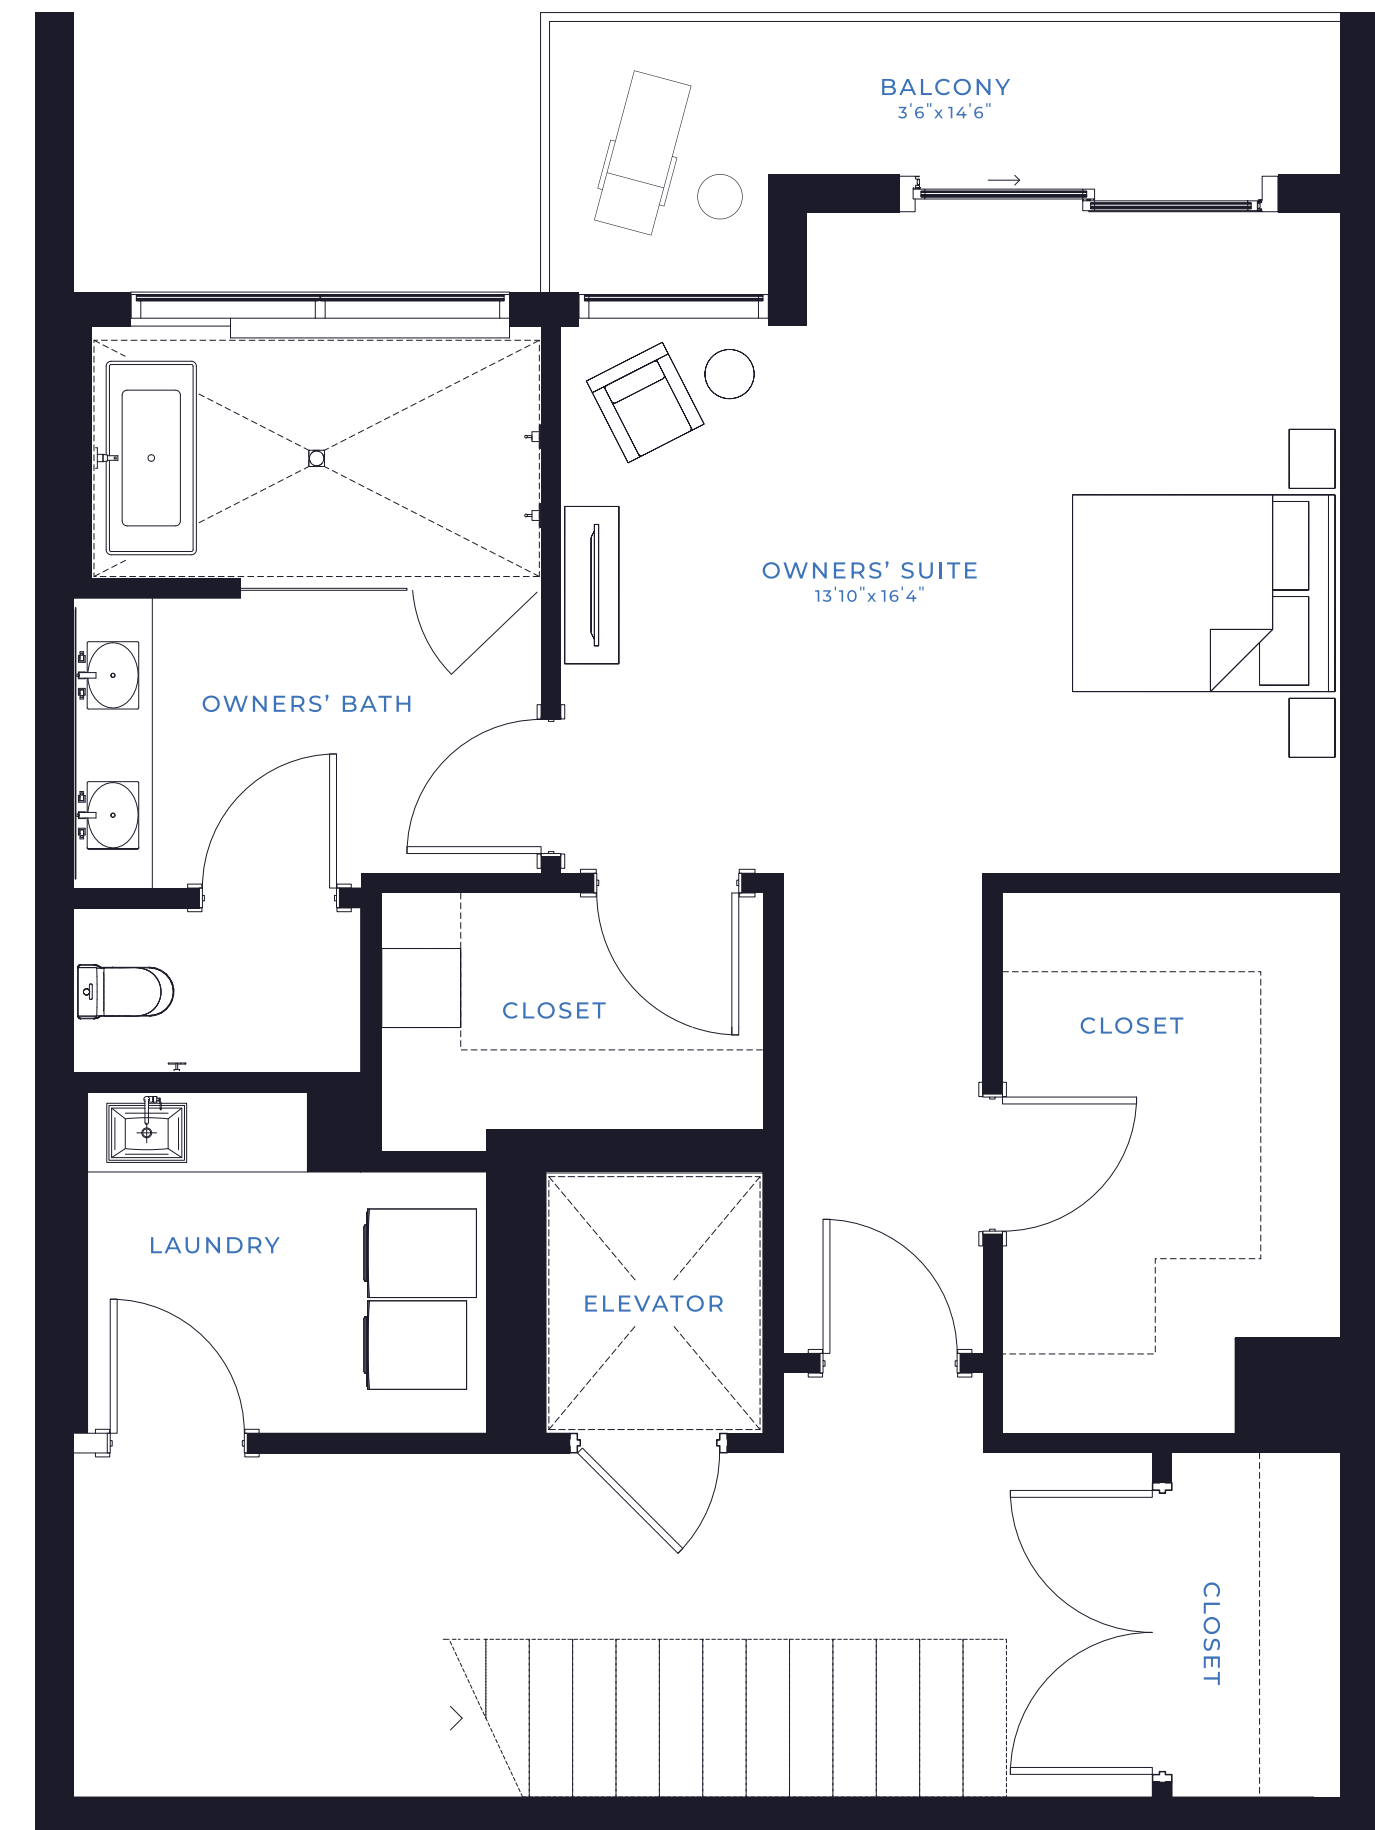 BALCONY
3'6"x14'6"
OWNERS’ SUITE
13'10"x16'4"
OWNERS’ BATH
CLOSET
CLOSET
LAUNDRY
ELEVATOR
CLOSET